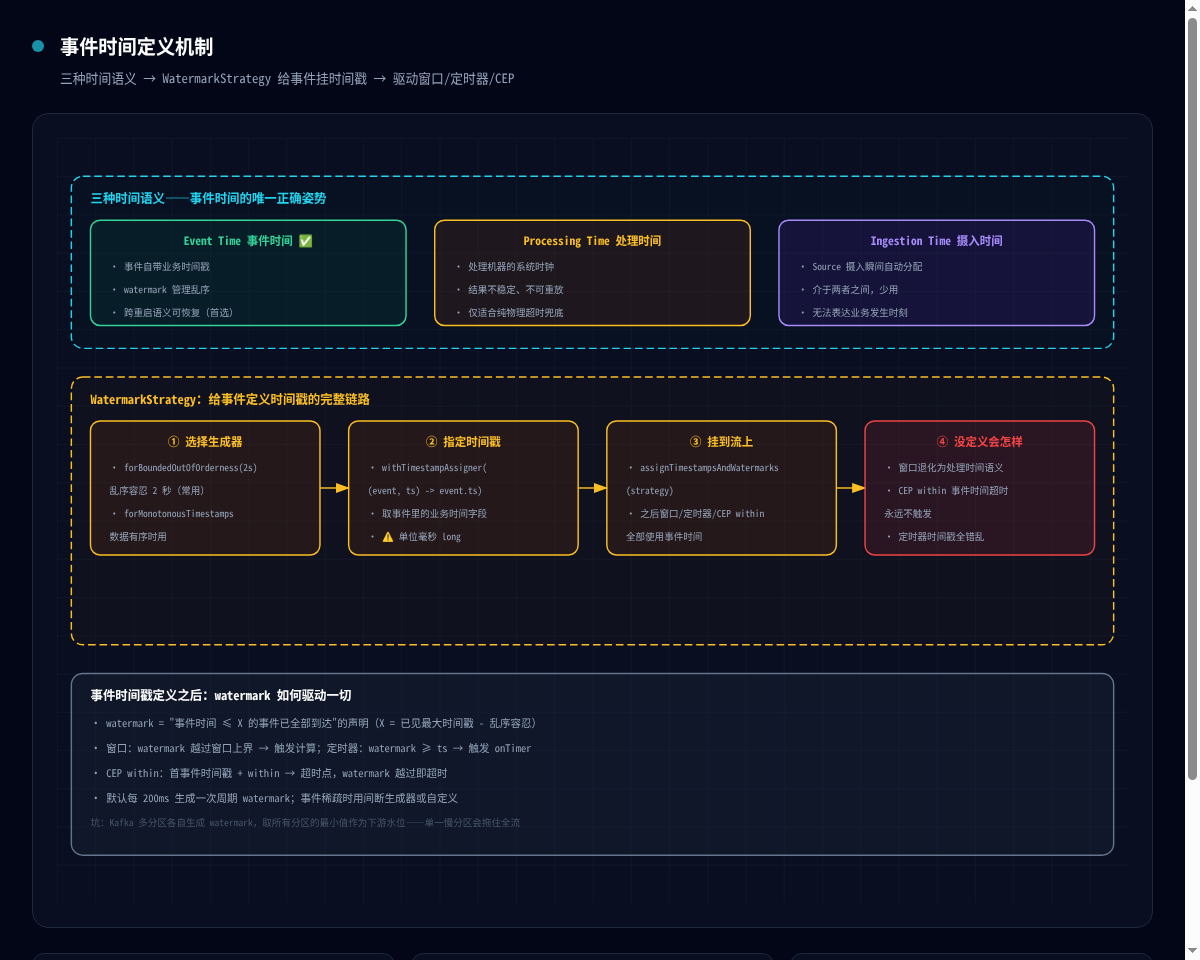 事件时间定义机制
三种时间语义 → WatermarkStrategy 给事件挂时间戳 → 驱动窗口/定时器/CEP
三种时间语义——事件时间的唯一正确姿势
Event Time 事件时间 ✅
• 事件自带业务时间戳
• watermark 管理乱序
• 跨重启语义可恢复（首选）
Processing Time 处理时间
• 处理机器的系统时钟
• 结果不稳定、不可重放
• 仅适合纯物理超时兜底
Ingestion Time 摄入时间
• Source 摄入瞬间自动分配
• 介于两者之间，少用
• 无法表达业务发生时刻
WatermarkStrategy：给事件定义时间戳的完整链路
① 选择生成器
• forBoundedOutOfOrderness(2s)
乱序容忍 2 秒（常用）
• forMonotonousTimestamps
数据有序时用
② 指定时间戳
• withTimestampAssigner(
(event, ts) -> event.ts)
• 取事件里的业务时间字段
• ⚠️ 单位毫秒 long
③ 挂到流上
• assignTimestampsAndWatermarks
(strategy)
• 之后窗口/定时器/CEP within
全部使用事件时间
④ 没定义会怎样
• 窗口退化为处理时间语义
• CEP within 事件时间超时
永远不触发
• 定时器时间戳全错乱
事件时间戳定义之后：watermark 如何驱动一切
• watermark = "事件时间 ≤ X 的事件已全部到达"的声明（X = 已见最大时间戳 - 乱序容忍）
• 窗口：watermark 越过窗口上界 → 触发计算；定时器：watermark ≥ ts → 触发 onTimer
• CEP within：首事件时间戳 + within → 超时点，watermark 越过即超时
• 默认每 200ms 生成一次周期 watermark；事件稀疏时用间断生成器或自定义
坑：Kafka 多分区各自生成 watermark，取所有分区的最小值作为下游水位——单一慢分区会拖住全流